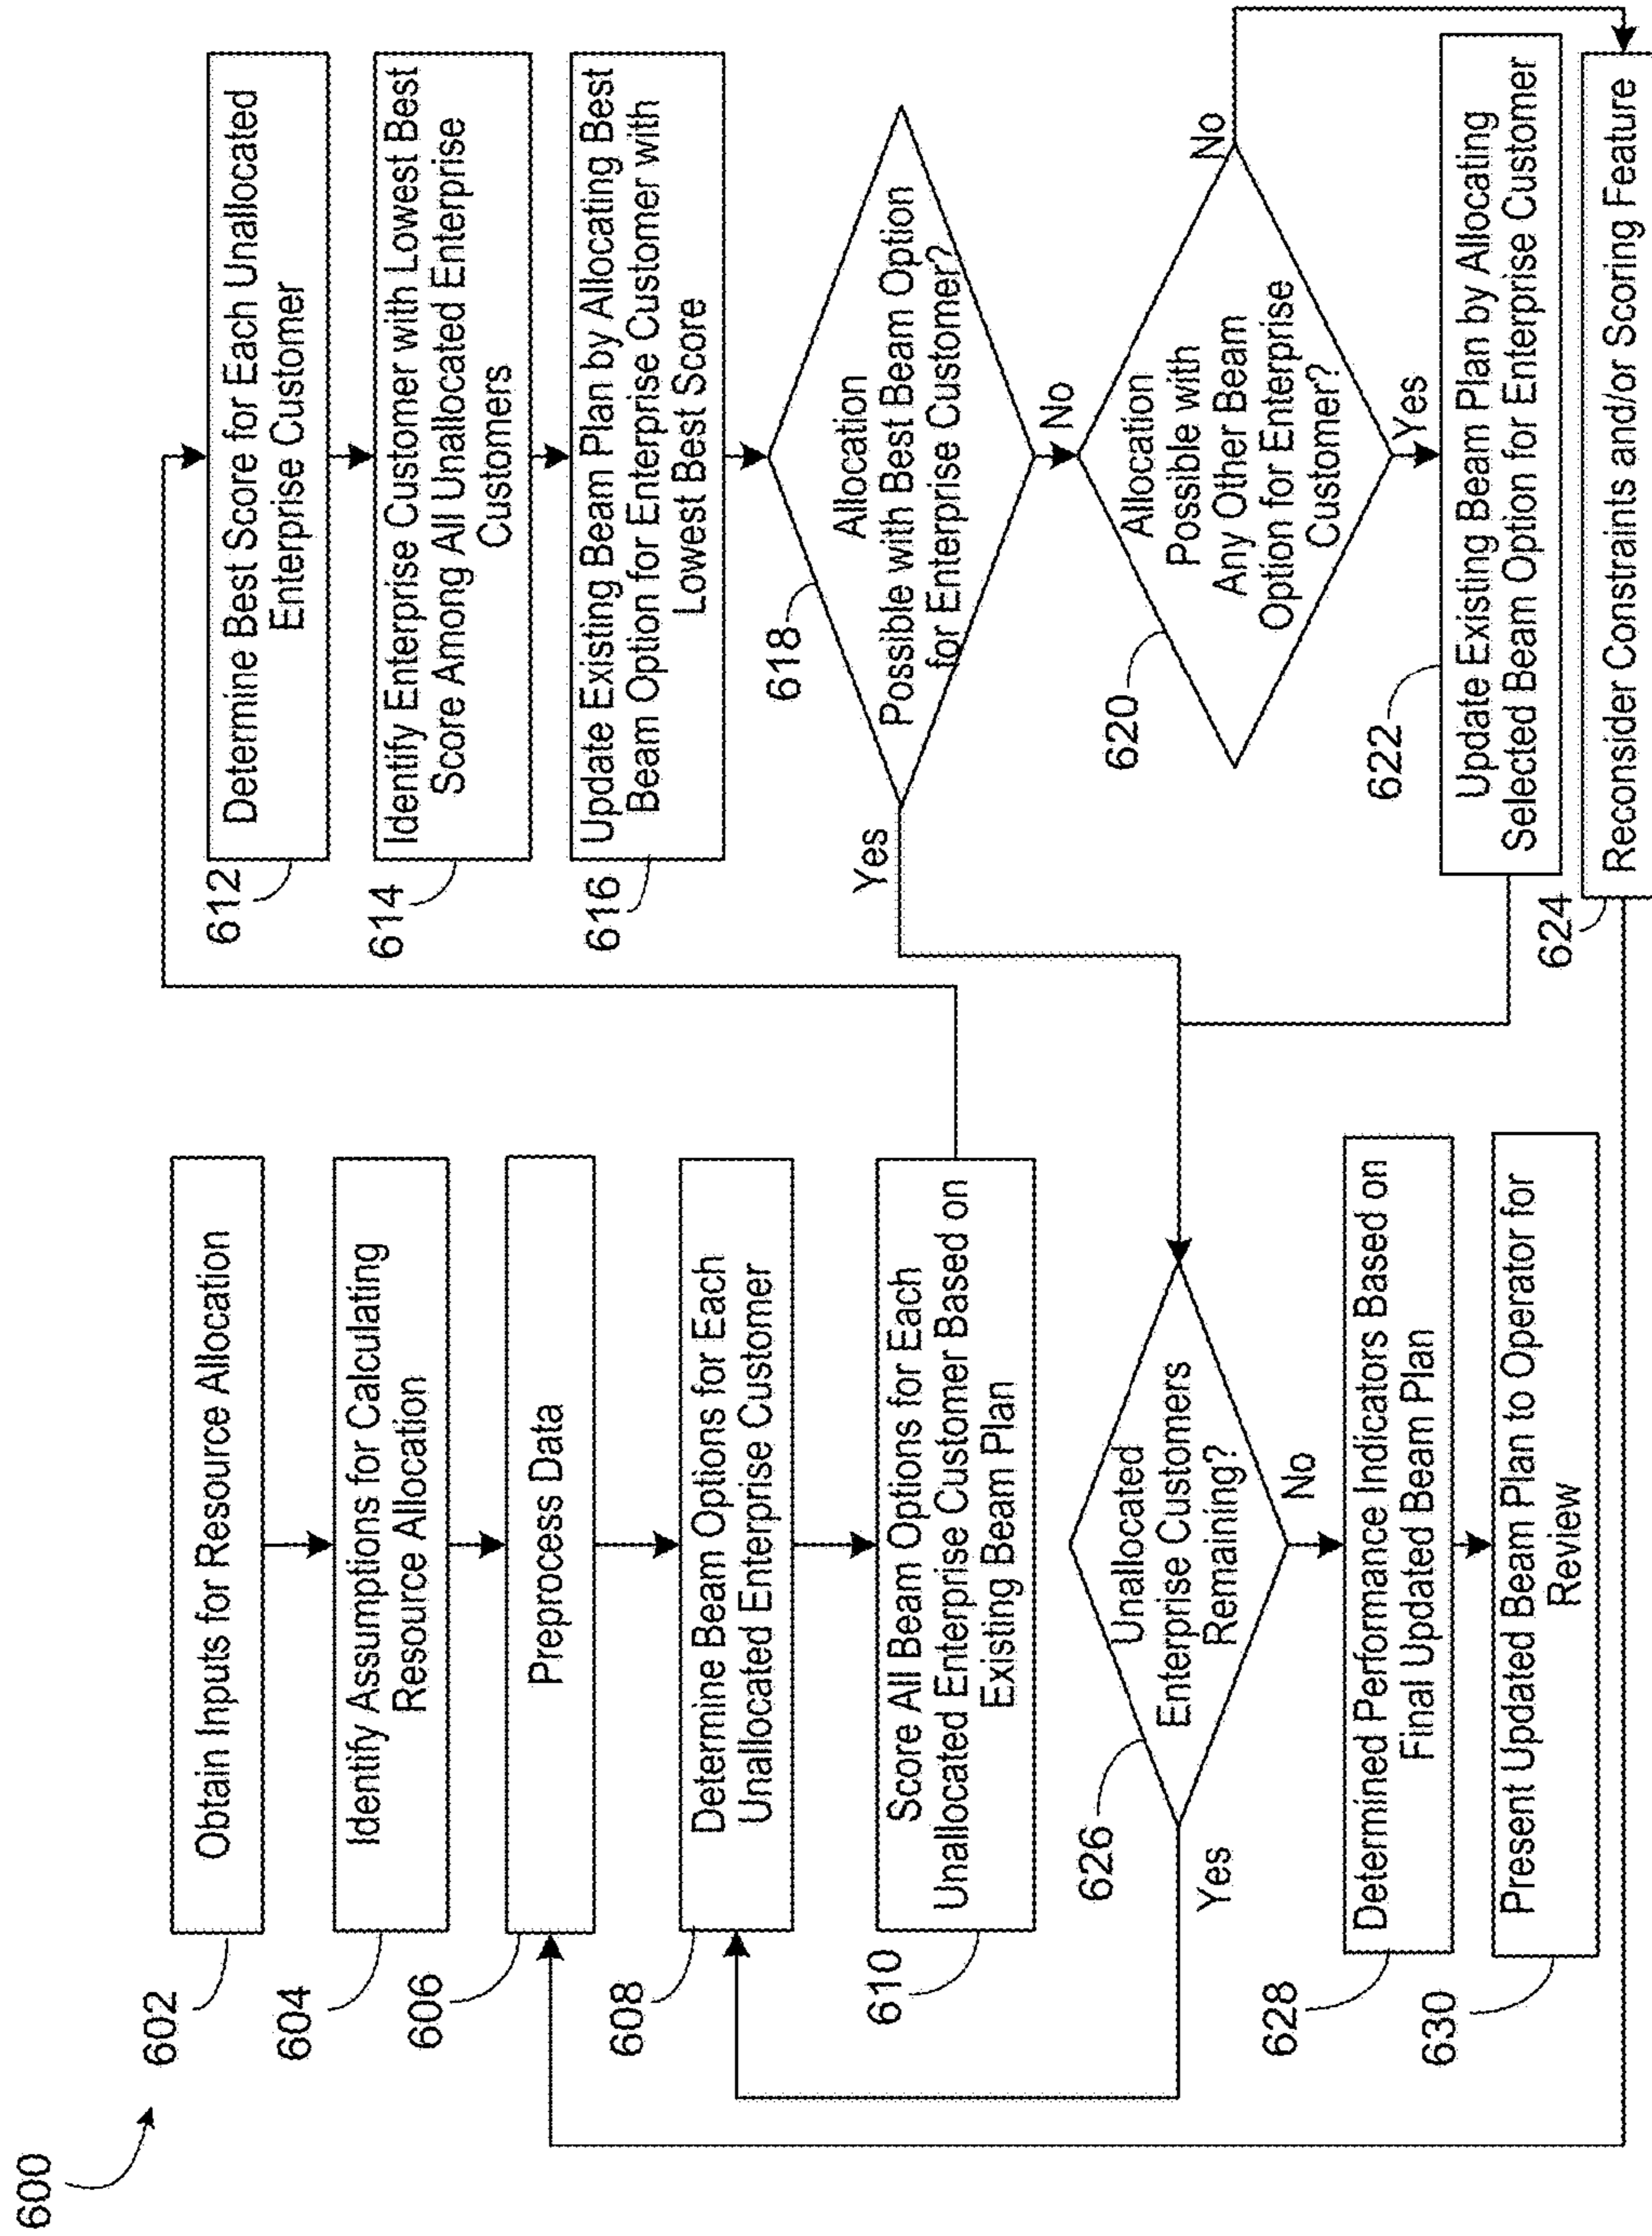 600
602
Obtain Inputs for Resource Allocation
604
Identify Assumptions for Calculating
Resource Allocation
606
Preprocess Data
608
Determine Beam Options for Each
Unallocated Enterprise Customer
610
Score All Beam Options for Each
Unallocated Enterprise Customer Based on
Existing Beam Plan
612
Determine Best Score for Each Unallocated
Enterprise Customer
614
Identify Enterprise Customer with Lowest Best
Score Among All Unallocated Enterprise
Customers
616
Update Existing Beam Plan by Allocating Best
Beam Option for Enterprise Customer with
Lowest Best Score
618
Allocation
Possible with Best Beam Option
for Enterprise Customer?
Yes
No
620
Allocation
Possible with
Any Other Beam
Option for Enterprise
Customer?
No
Yes
622
Update Existing Beam Plan by Allocating
Selected Beam Option for Enterprise Customer
624
Reconsider Constraints and/or Scoring Feature
626
Unallocated
Enterprise Customers
Remaining?
Yes
No
628
Determined Performance Indicators Based on
Final Updated Beam Plan
630
Present Updated Beam Plan to Operator for
Review